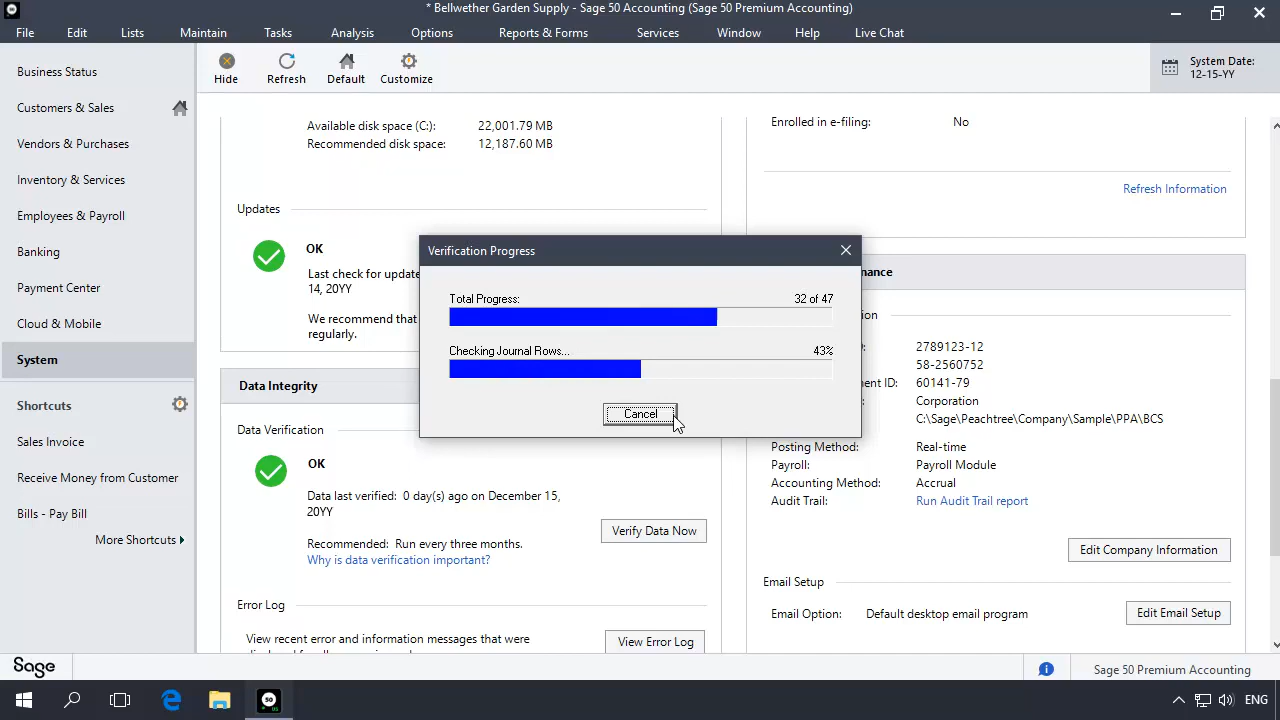 * Bellwether Garden Supply - Sage 50 Accounting (Sage 50 Premium Accounting)
File Edit Lists Maintain Tasks Analysis Options Reports & Forms Services Window Help Live Chat
Hide Refresh Default Customize
System Date:
12-15-YY
Business Status
Customers & Sales
Vendors & Purchases
Inventory & Services
Employees & Payroll
Banking
Payment Center
Cloud & Mobile
System
Shortcuts
Sales Invoice
Receive Money from Customer
Bills - Pay Bill
More Shortcuts
Available disk space (C:): 22,001.79 MB
Recommended disk space: 12,187.60 MB
Updates
OK
Last check for update
14, 20YY
We recommend that
regularly.
Data Integrity
Data Verification
OK
Data last verified: 0 day(s) ago on December 15,
20YY
Verify Data Now
Recommended: Run every three months.
Why is data verification important?
Error Log
View recent error and information messages that were
View Error Log
Verification Progress
Total Progress: 32 of 47
Checking Journal Rows... 43%
Cancel
Enrolled in e-filing: No
Refresh Information
nance
ion
2789123-12
58-2560752
ment ID: 60141-79
Corporation
C:\Sage\Peachtree\Company\Sample\PPA\BCS
Posting Method: Real-time
Payroll: Payroll Module
Accounting Method: Accrual
Audit Trail: Run Audit Trail report
Edit Company Information
Email Setup
Email Option: Default desktop email program
Edit Email Setup
Sage
Sage 50 Premium Accounting
50
US
ENG